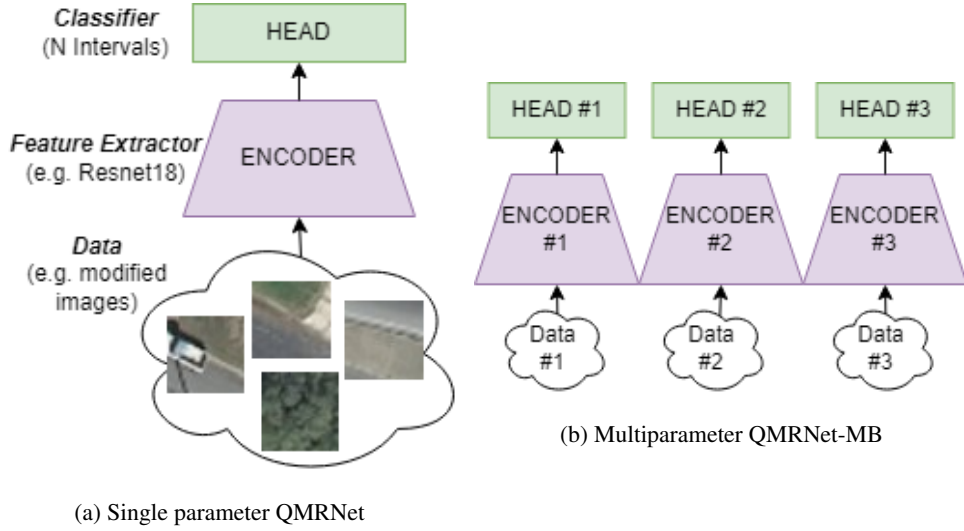 Classifier
(N Intervals)
HEAD
Feature Extractor
(e.g. Resnet18)
ENCODER
Data
(e.g. modified
images)
(a) Single parameter QMRNet
HEAD #1
HEAD #2
HEAD #3
ENCODER
#1
ENCODER
#2
ENCODER
#3
Data
#1
Data
#2
Data
#3
(b) Multiparameter QMRNet-MB